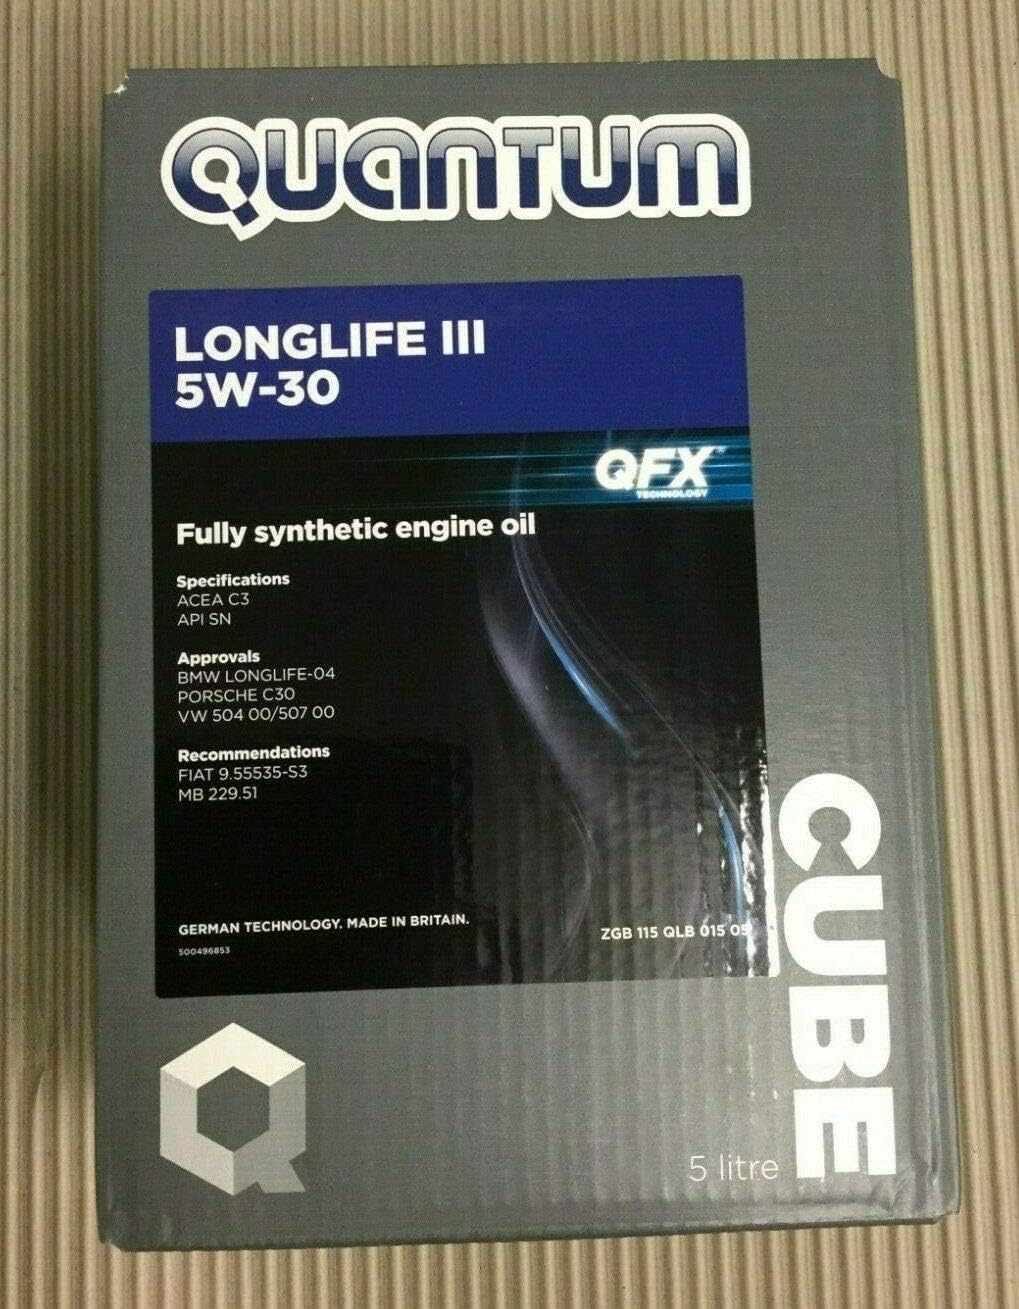 QUANTUM
LONGLIFE III
5W-30
QFX®
TECHNOLOGY
Fully synthetic engine oil
Specifications
ACEA C3
API SN
Approvals
BMW LONGLIFE-04
PORSCHE C30
VW 504 00/507 00
Recommendations
FIAT 9.55535-S3
MB 229.51
GERMAN TECHNOLOGY. MADE IN BRITAIN.
ZGB 115 QLB 015 05
500496853
CUBE
5 litre